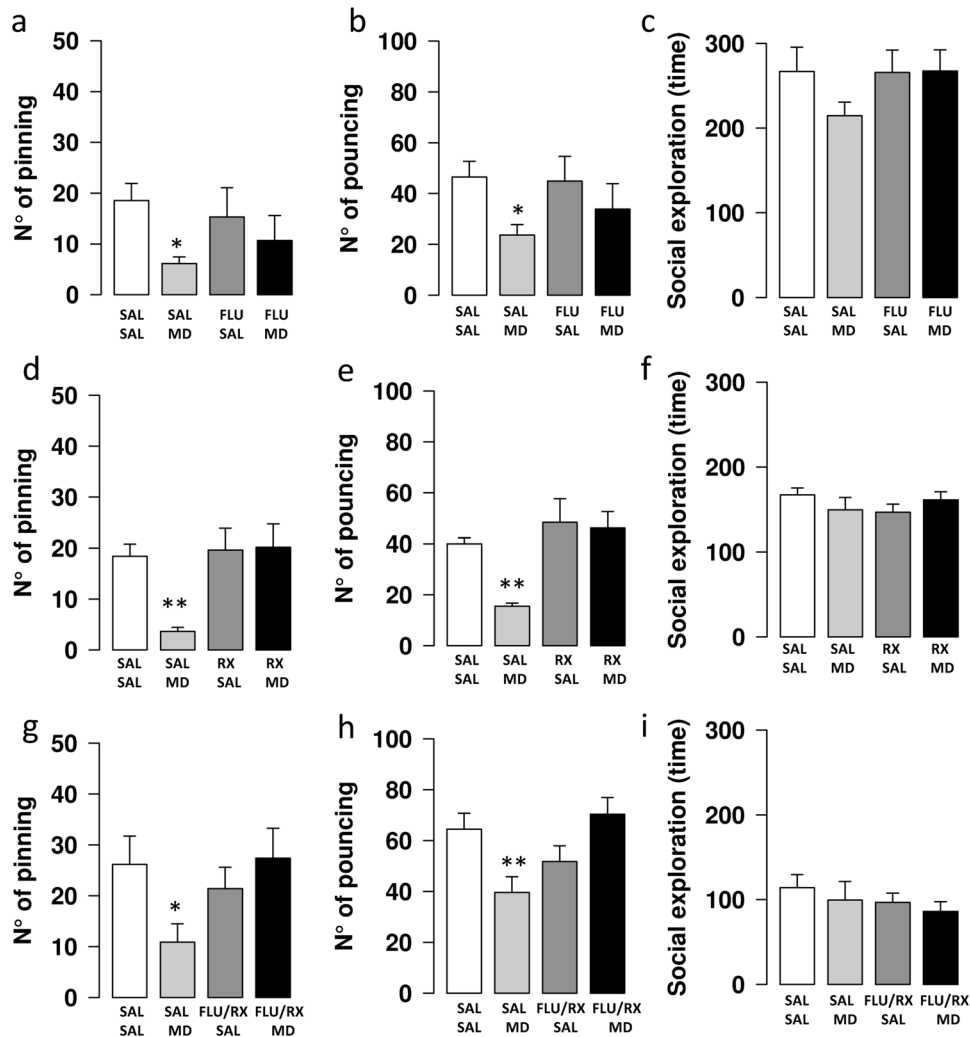 a
N° of pinning
50
40
30
20
10
0
*
SAL SAL FLU FLU
SAL MD SAL MD
b
N° of pouncing
100
80
60
40
20
0
*
SAL SAL FLU FLU
SAL MD SAL MD
c
Social exploration (time)
300
200
100
0
SAL SAL FLU FLU
SAL MD SAL MD
d
N° of pinning
50
40
30
20
10
0
**
SAL SAL RX RX
SAL MD SAL MD
e
N° of pouncing
100
80
60
40
20
0
**
SAL SAL RX RX
SAL MD SAL MD
f
Social exploration (time)
300
200
100
0
SAL SAL RX RX
SAL MD SAL MD
g
N° of pinning
50
40
30
20
10
0
*
SAL SAL FLU/RX FLU/RX
SAL MD SAL MD
h
N° of pouncing
100
80
60
40
20
0
**
SAL SAL FLU/RX FLU/RX
SAL MD SAL MD
i
Social exploration (time)
300
200
100
0
SAL SAL FLU/RX FLU/RX
SAL MD SAL MD